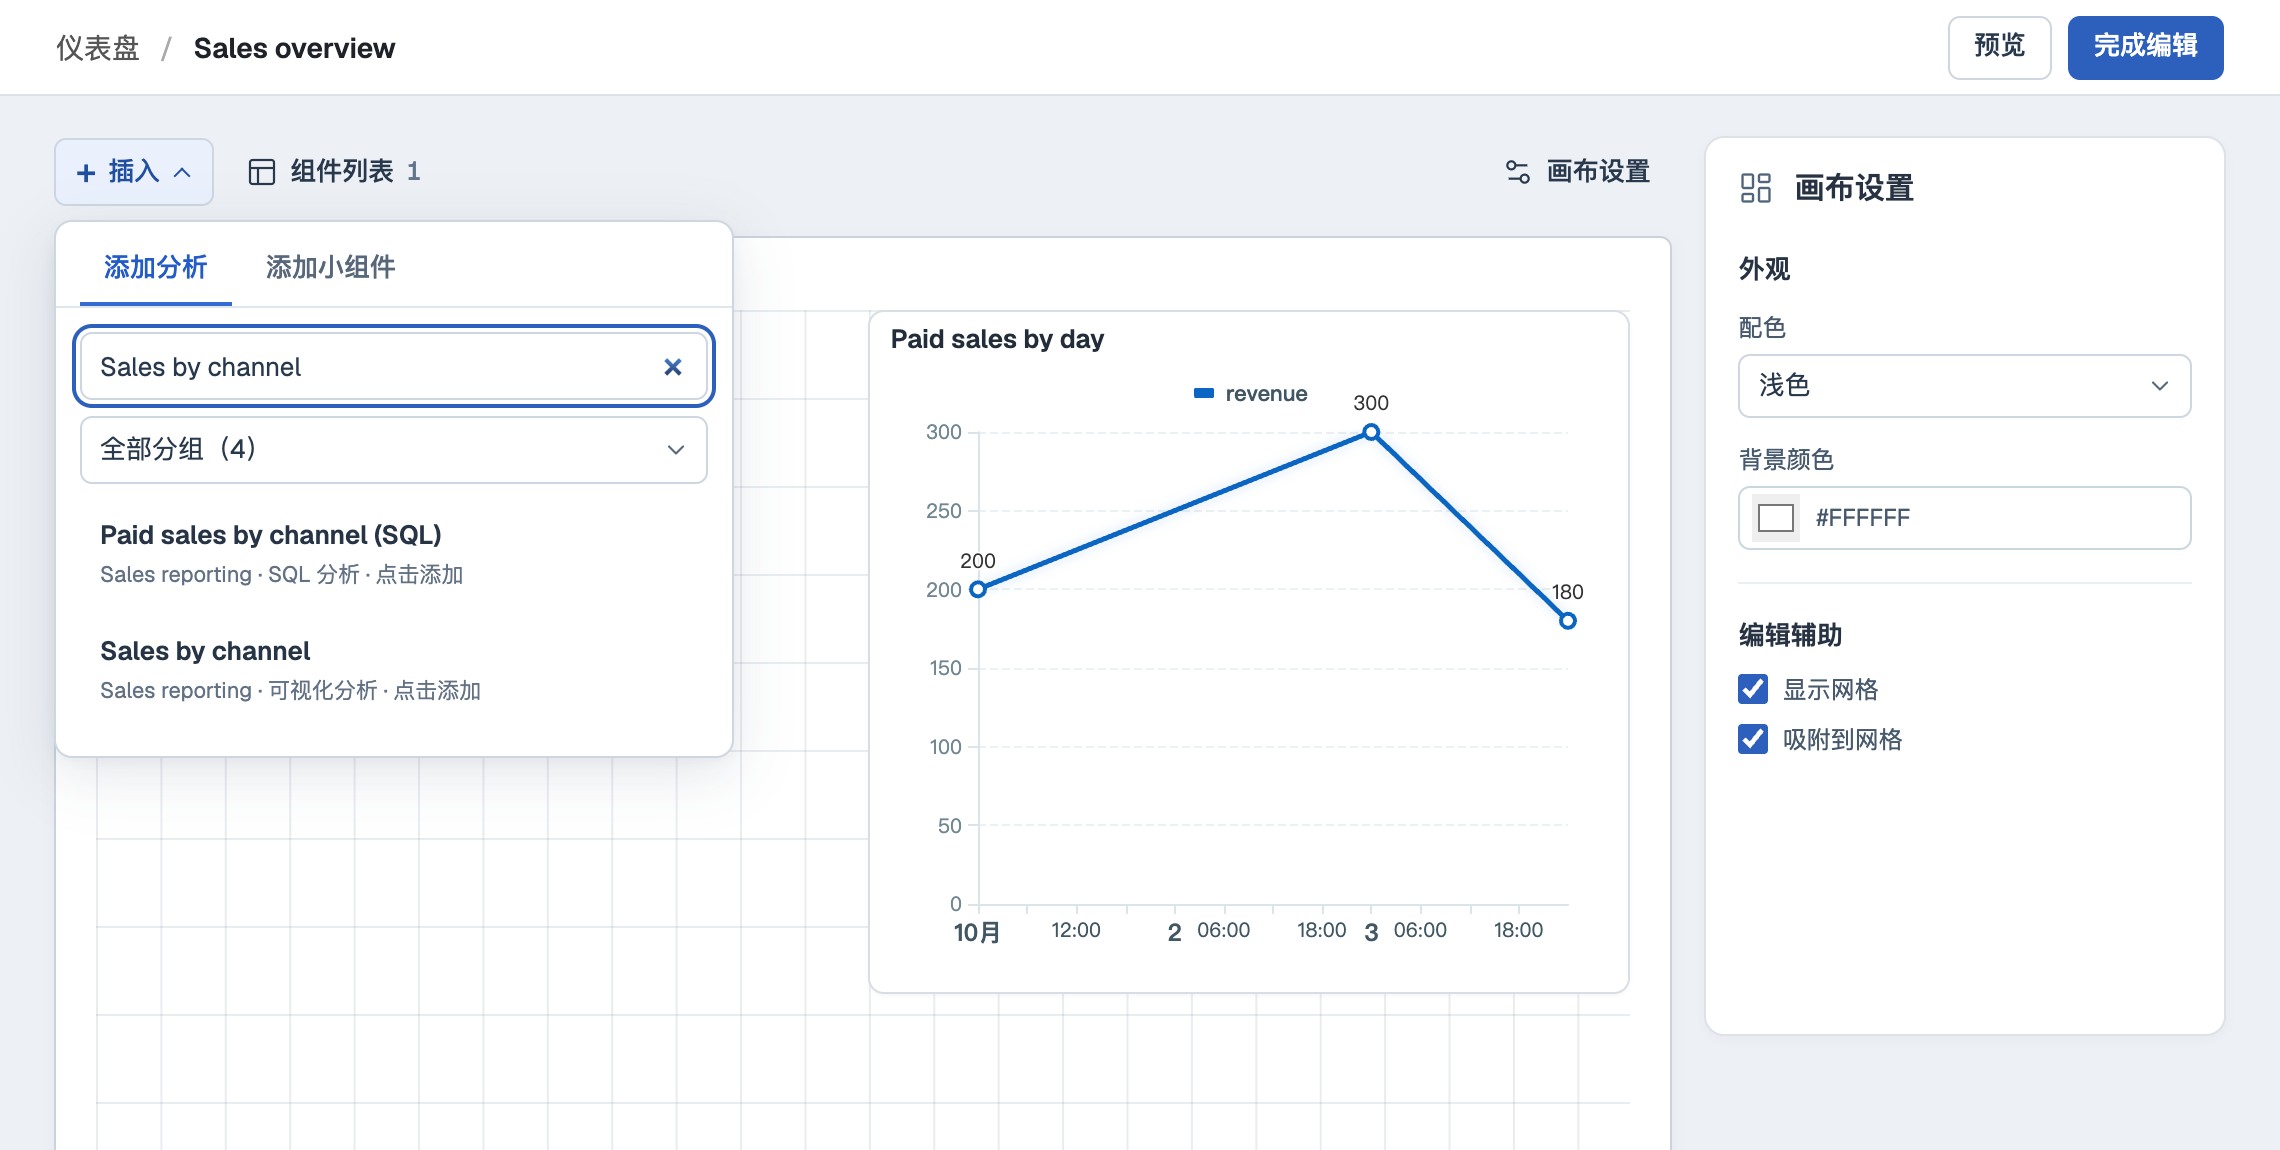 仪表盘 / Sales overview
预览
完成编辑
+ 插入
组件列表 1
画布设置
添加分析
添加小组件
Sales by channel
全部分组（4）
Paid sales by channel (SQL)
Sales reporting · SQL 分析 · 点击添加
Sales by channel
Sales reporting · 可视化分析 · 点击添加
Paid sales by day
revenue
300
250
200
150
100
50
0
200
300
180
10月 12:00 2 06:00 18:00 3 06:00 18:00
画布设置
外观
配色
浅色
背景颜色
#FFFFFF
编辑辅助
显示网格
吸附到网格